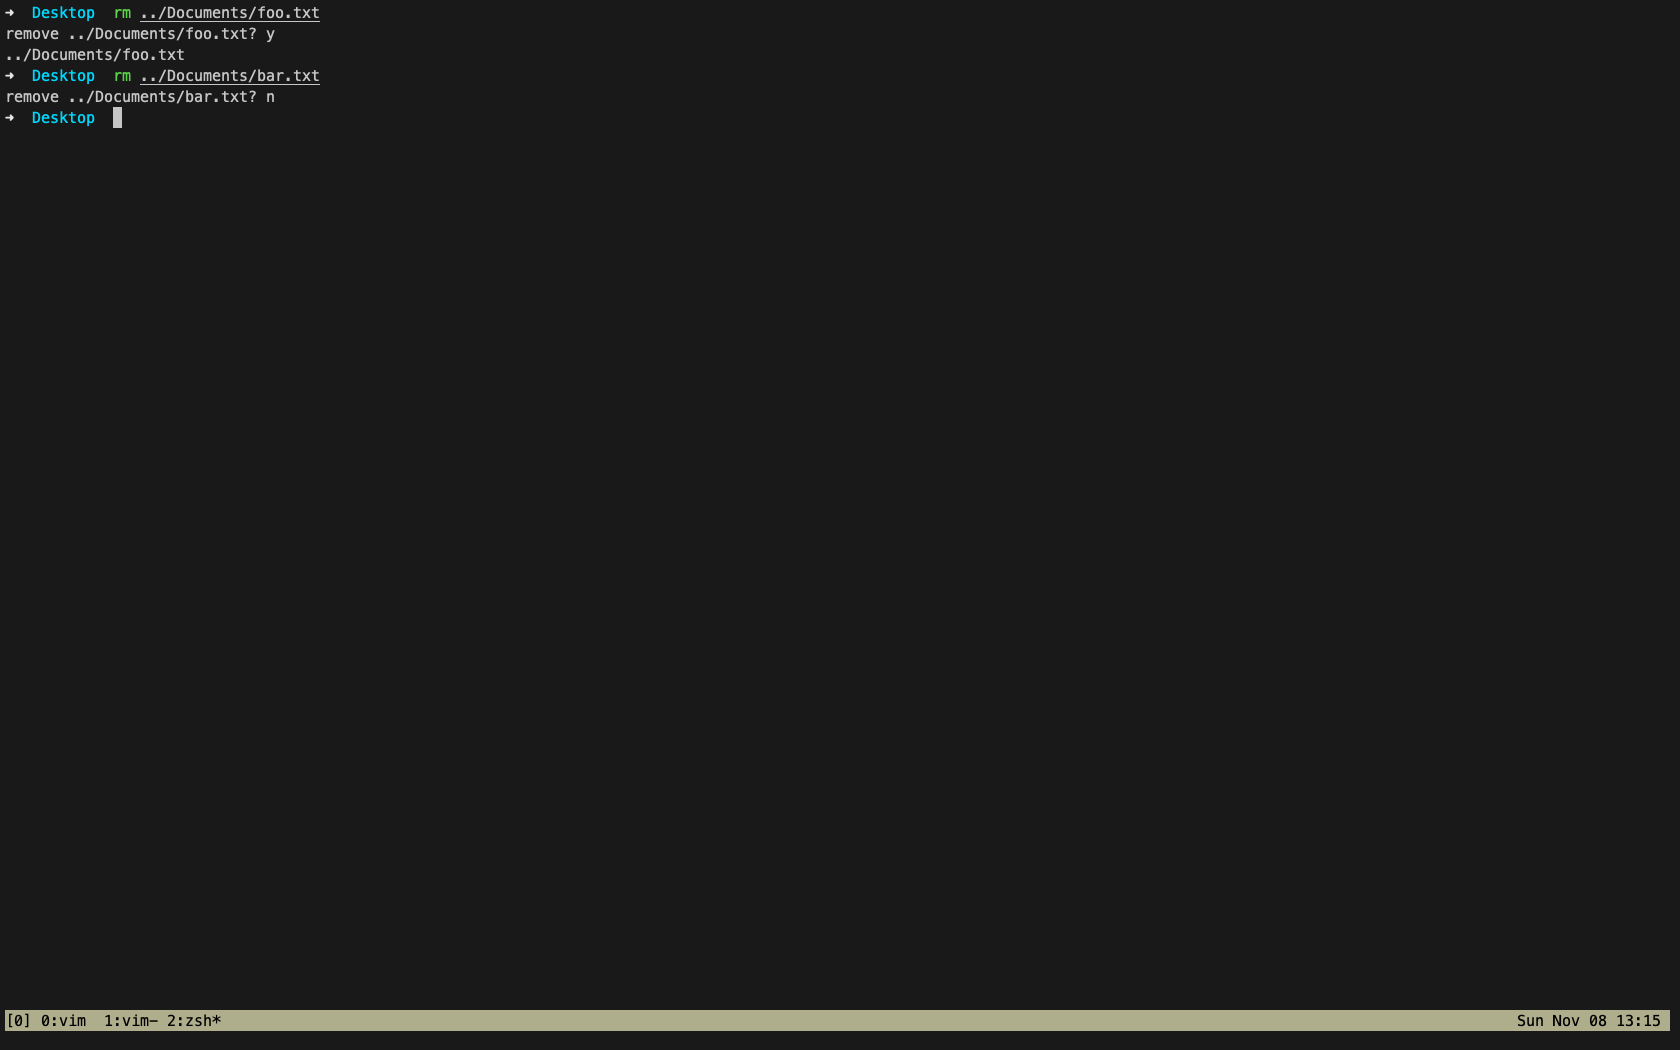 ➜  Desktop  rm ../Documents/foo.txt
remove ../Documents/foo.txt? y
../Documents/foo.txt
➜  Desktop  rm ../Documents/bar.txt
remove ../Documents/bar.txt? n
➜  Desktop
[0] 0:vim  1:vim- 2:zsh* Sun Nov 08 13:15